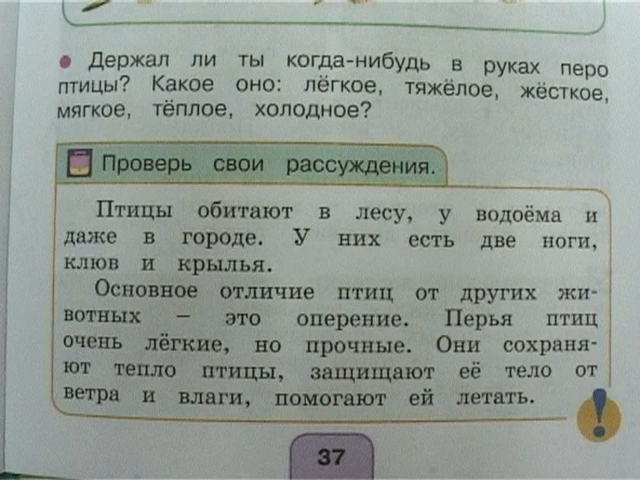 Держал ли ты когда-нибудь в руках перо
птицы? Какое оно: лёгкое, тяжёлое, жёсткое,
мягкое, тёплое, холодное?
Проверь свои рассуждения.
Птицы обитают в лесу, у водоёма и
даже в городе. У них есть две ноги,
клюв и крылья.
Основное отличие птиц от других жи-
вотных – это оперение. Перья птиц
очень лёгкие, но прочные. Они сохраня-
ют тепло птицы, защищают её тело от
ветра и влаги, помогают ей летать.
!
37